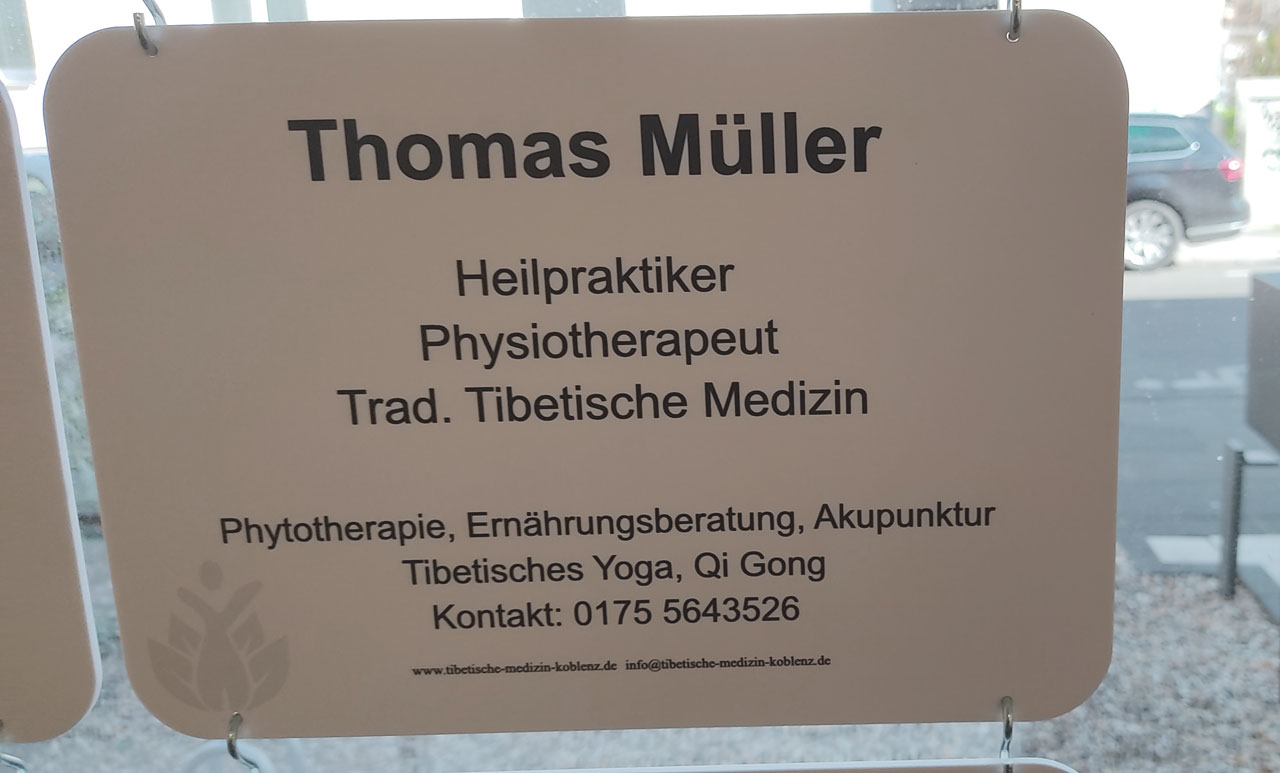 Thomas Müller
Heilpraktiker
Physiotherapeut
Trad. Tibetische Medizin
Phytotherapie, Ernährungsberatung, Akupunktur
Tibetisches Yoga, Qi Gong
Kontakt: 0175 5643526
www.tibetische-medizin-koblenz.de info@tibetische-medizin-koblenz.de